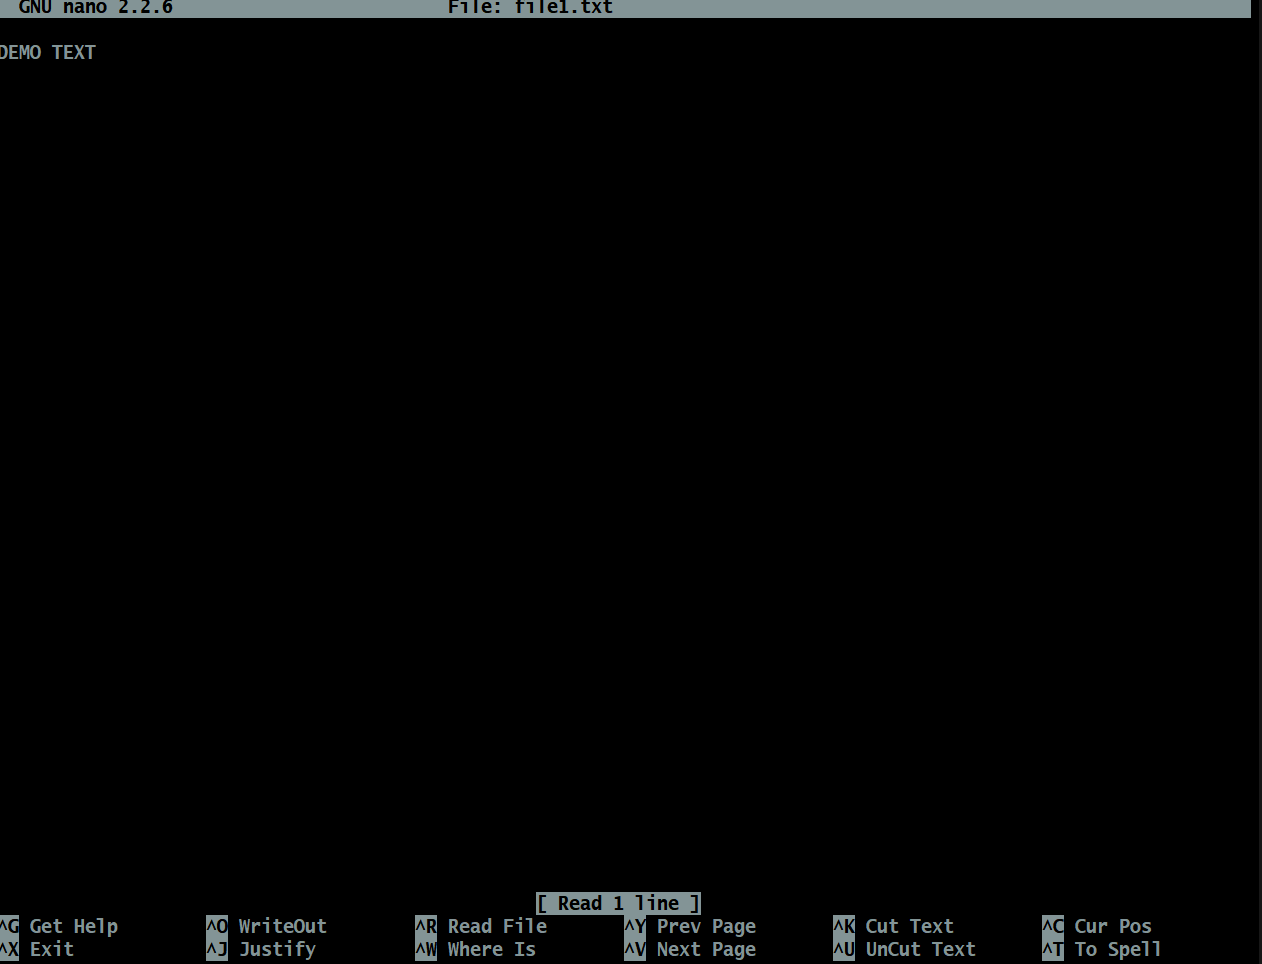 GNU nano 2.2.6 File: file1.txt
DEMO TEXT
[ Read 1 line ]
^G Get Help ^O WriteOut ^R Read File ^Y Prev Page ^K Cut Text ^C Cur Pos
^X Exit ^J Justify ^W Where Is ^V Next Page ^U UnCut Text ^T To Spell